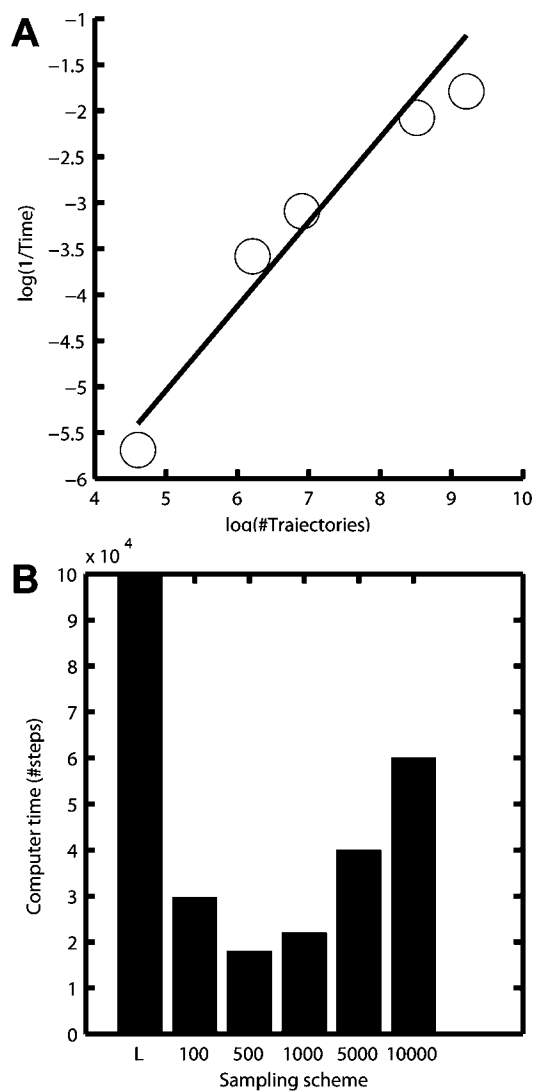 A
−1
−1.5
−2
−2.5
−3
−3.5
−4
−4.5
−5
−5.5
−6
log(1/Time)
4 5 6 7 8 9 10
log(#Trajectories)
B
x 10 4
10
9
8
7
6
5
4
3
2
1
0
Computer time (#steps)
L 100 500 1000 5000 10000
Sampling scheme